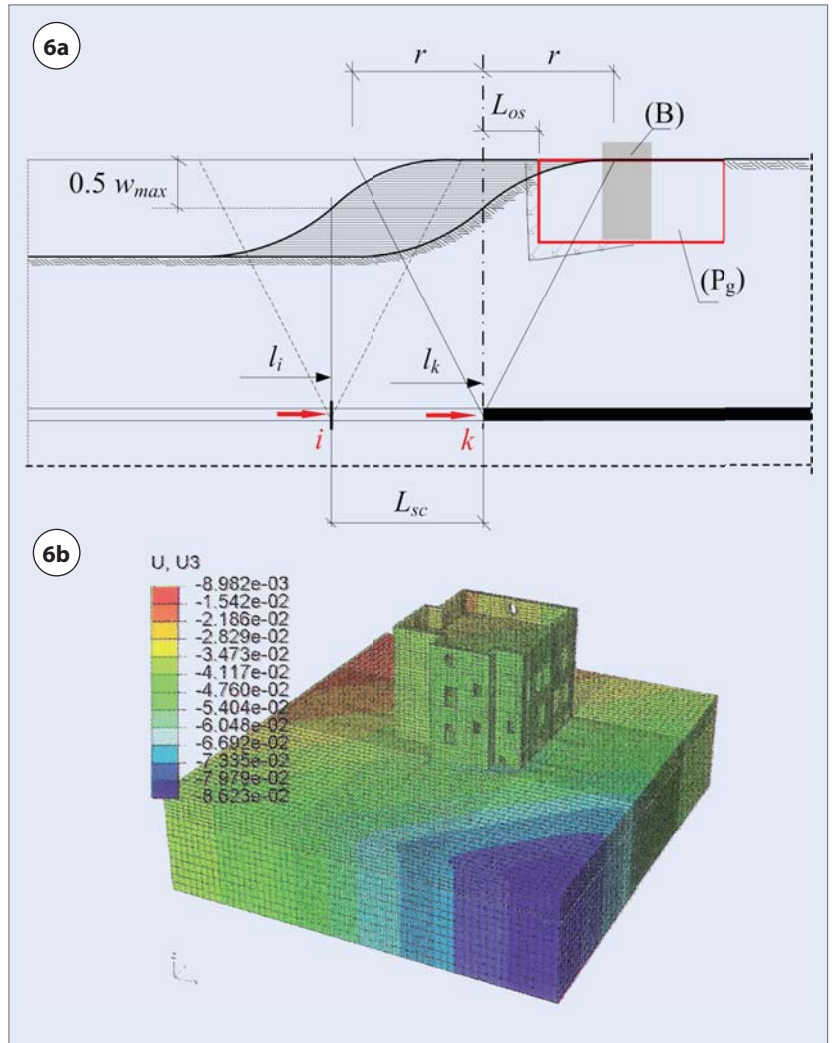 6a
r r
L_os
(B)
0.5 w_max
(P_g)
l_i l_k
i k
L_sc
6b
U, U3
-8.982e-03
-1.542e-02
-2.186e-02
-2.829e-02
-3.473e-02
-4.117e-02
-4.760e-02
-5.404e-02
-6.048e-02
-6.692e-02
-7.335e-02
-7.979e-02
-8.623e-02